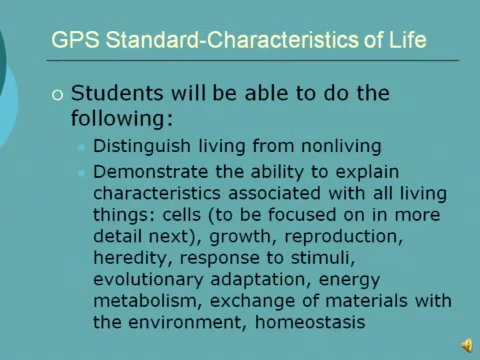 GPS Standard-Characteristics of Life
Students will be able to do the
following:
Distinguish living from nonliving
Demonstrate the ability to explain
characteristics associated with all living
things: cells (to be focused on in more
detail next), growth, reproduction,
heredity, response to stimuli,
evolutionary adaptation, energy
metabolism, exchange of materials with
the environment, homeostasis